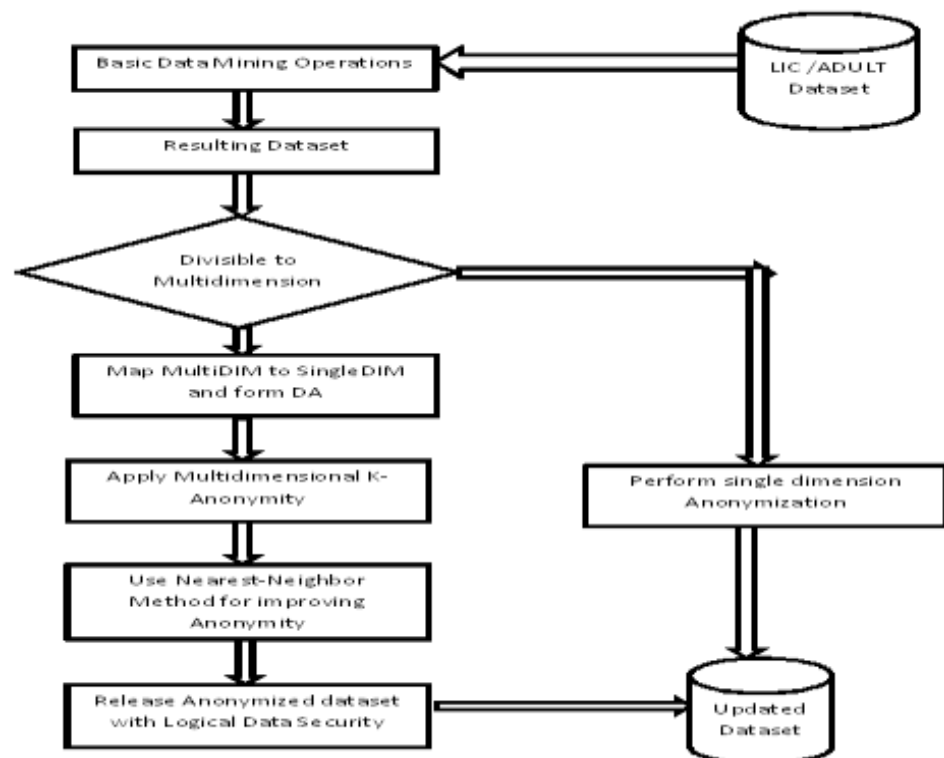 Basic Data Mining Operations
LIC /ADULT
Dataset
Resulting Dataset
Divisible to
Multidimension
Map MultiDIM to SingleDIM
and form DA
Apply Multidimensional K-
Anonymity
Perform single dimension
Anonymization
Use Nearest-Neighbor
Method for improving
Anonymity
Release Anonymized dataset
with Logical Data Security
Updated
Dataset